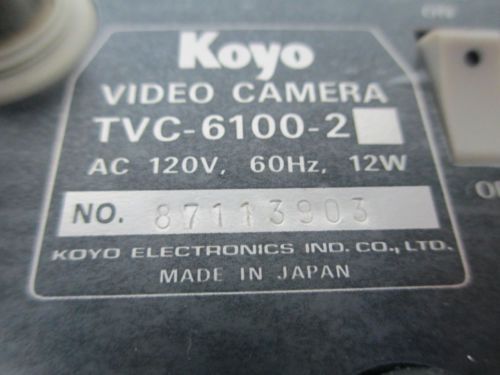 Koyo
VIDEO CAMERA
TVC-6100-2
AC 120V, 60Hz, 12W
NO. 87113903
KOYO ELECTRONICS IND. CO., LTD.
MADE IN JAPAN